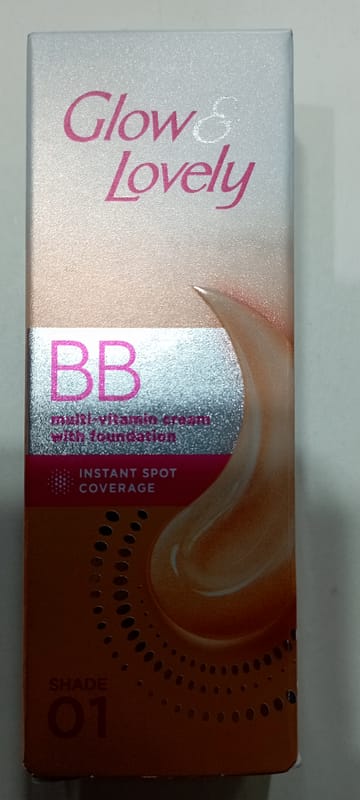 Glow &
Lovely
BB
multi-vitamin cream
with foundation
INSTANT SPOT
COVERAGE
SHADE
01